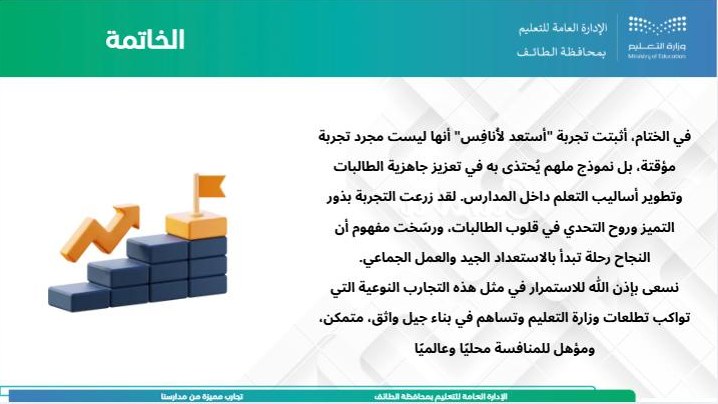 الخاتمة
الإدارة العامة للتعليم
بمحافظة الطائف
وزارة التعليم
Ministry of Education
في الختام، أثبتت تجربة "أستعد لأنافِس" أنها ليست مجرد تجربة
مؤقتة، بل نموذج ملهم يُحتذى به في تعزيز جاهزية الطالبات
وتطوير أساليب التعلم داخل المدارس. لقد زرعت التجربة بذور
التميز وروح التحدي في قلوب الطالبات، ورسّخت مفهوم أن
النجاح رحلة تبدأ بالاستعداد الجيد والعمل الجماعي.
نسعى بإذن الله للاستمرار في مثل هذه التجارب النوعية التي
تواكب تطلعات وزارة التعليم وتساهم في بناء جيل واثق، متمكن،
ومؤهل للمنافسة محليًا وعالميًا
الإدارة العامة للتعليم بمحافظة الطائف
تجارب مميزة من مدارسنا